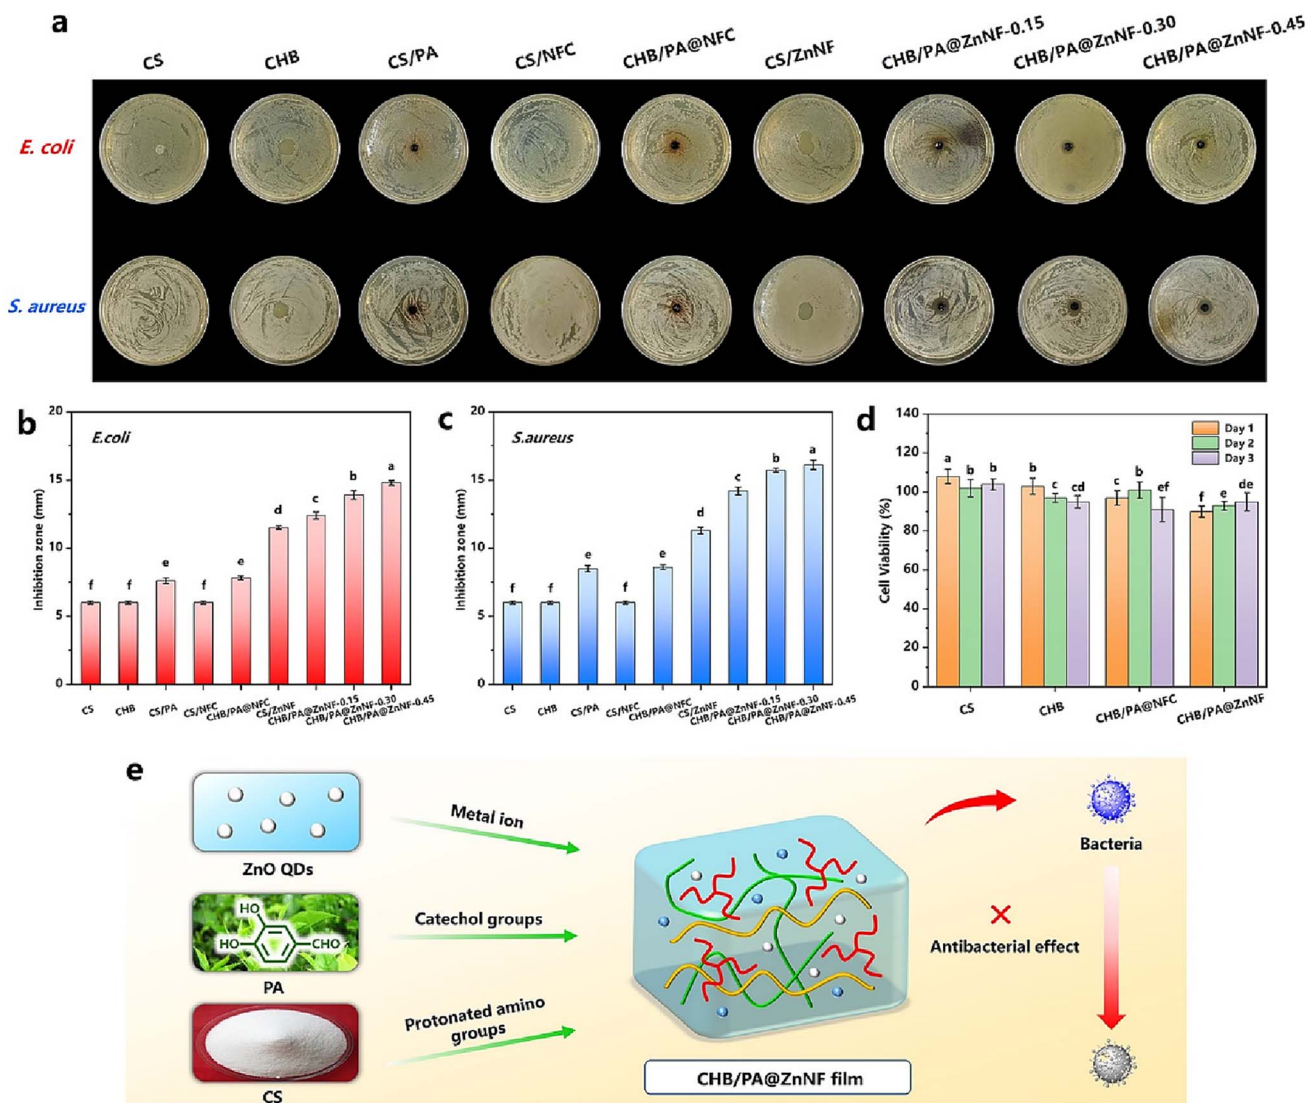 a
CS
CHB
CS/PA
CS/NFC
CHB/PA@NFC
CS/ZnNF
CHB/PA@ZnNF-0.15
CHB/PA@ZnNF-0.30
CHB/PA@ZnNF-0.45
E. coli
S. aureus
b
E.coli
Inhibition zone (mm)
20
15
10
5
0
f
f
e
f
e
d
c
b
a
CS
CHB
CS/PA
CS/NFC
CHB/PA@NFC
CS/ZnNF
CHB/PA@ZnNF-0.15
CHB/PA@ZnNF-0.30
CHB/PA@ZnNF-0.45
c
S.aureus
Inhibition zone (mm)
20
15
10
5
0
f
f
e
f
e
d
c
b
a
CS
CHB
CS/PA
CS/NFC
CHB/PA@NFC
CS/ZnNF
CHB/PA@ZnNF-0.15
CHB/PA@ZnNF-0.30
CHB/PA@ZnNF-0.45
d
Cell Viability (%)
140
120
100
80
60
40
20
0
Day 1
Day 2
Day 3
a
b
b
b
c
cd
c
b
ef
f
e
de
CS
CHB
CHB/PA@NFC
CHB/PA@ZnNF
e
ZnO QDs
Metal ion
HO
HO
CHO
PA
Catechol groups
CS
Protonated amino
groups
CHB/PA@ZnNF film
Bacteria
Antibacterial effect